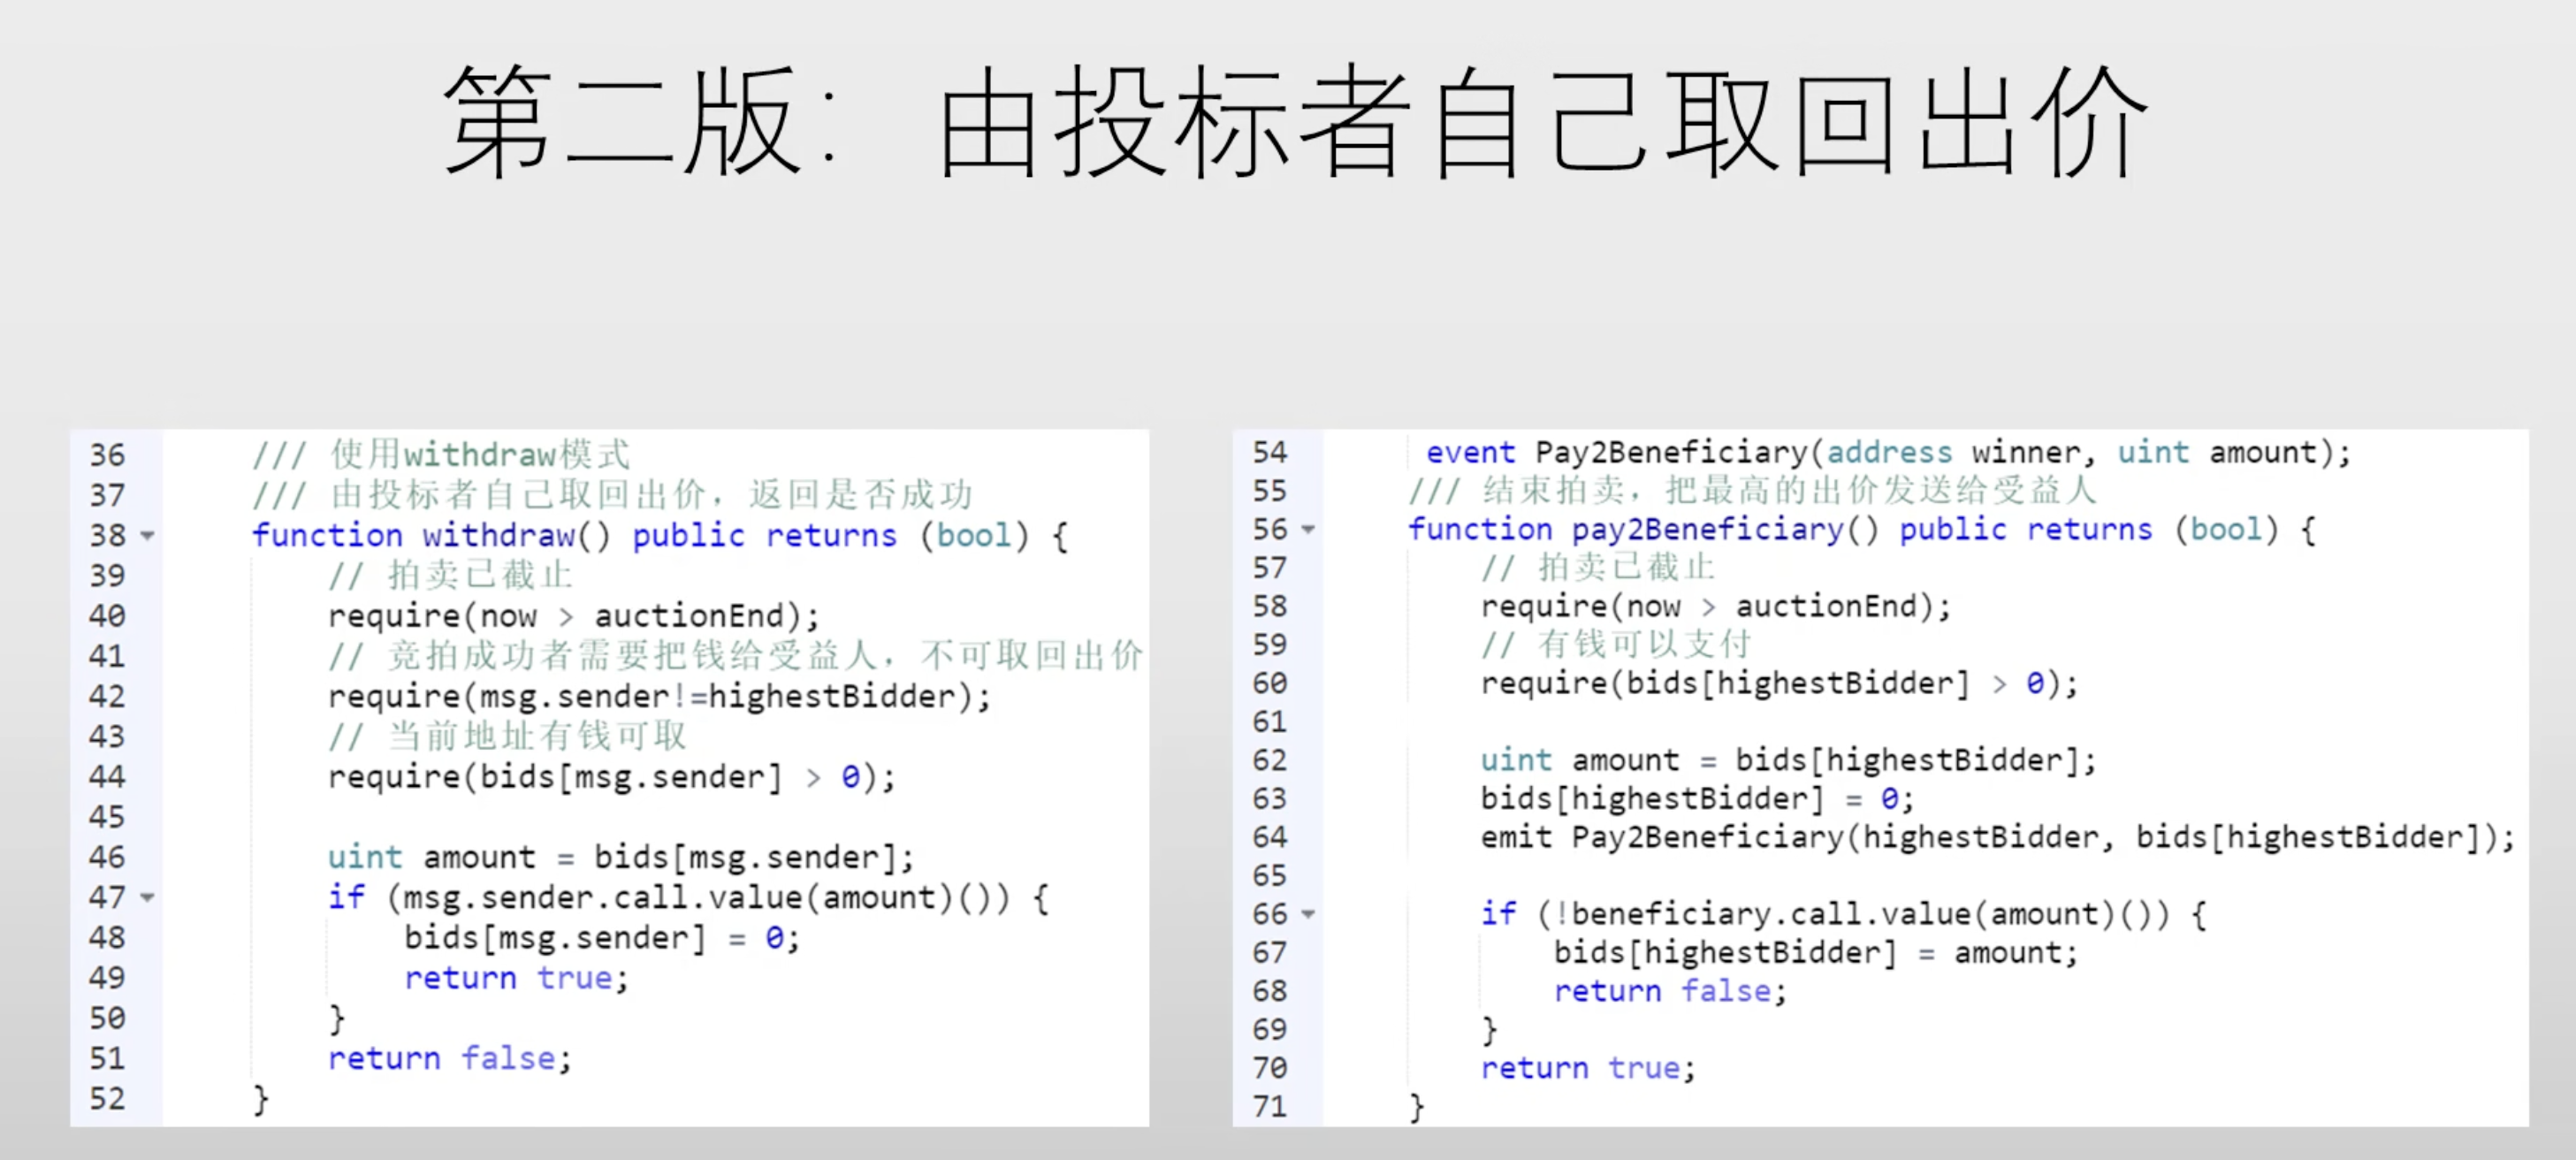 第二版：由投标者自己取回出价
36 /// 使用withdraw模式
37 /// 由投标者自己取回出价，返回是否成功
38 function withdraw() public returns (bool) {
39 // 拍卖已截止
40 require(now > auctionEnd);
41 // 竞拍成功者需要把钱给受益人，不可取回出价
42 require(msg.sender!=highestBidder);
43 // 当前地址有钱可取
44 require(bids[msg.sender] > 0);
45
46 uint amount = bids[msg.sender];
47 if (msg.sender.call.value(amount)()) {
48 bids[msg.sender] = 0;
49 return true;
50 }
51 return false;
52 }
54 event Pay2Beneficiary(address winner, uint amount);
55 /// 结束拍卖，把最高的出价发送给受益人
56 function pay2Beneficiary() public returns (bool) {
57 // 拍卖已截止
58 require(now > auctionEnd);
59 // 有钱可以支付
60 require(bids[highestBidder] > 0);
61
62 uint amount = bids[highestBidder];
63 bids[highestBidder] = 0;
64 emit Pay2Beneficiary(highestBidder, bids[highestBidder]);
65
66 if (!beneficiary.call.value(amount)()) {
67 bids[highestBidder] = amount;
68 return false;
69 }
70 return true;
71 }